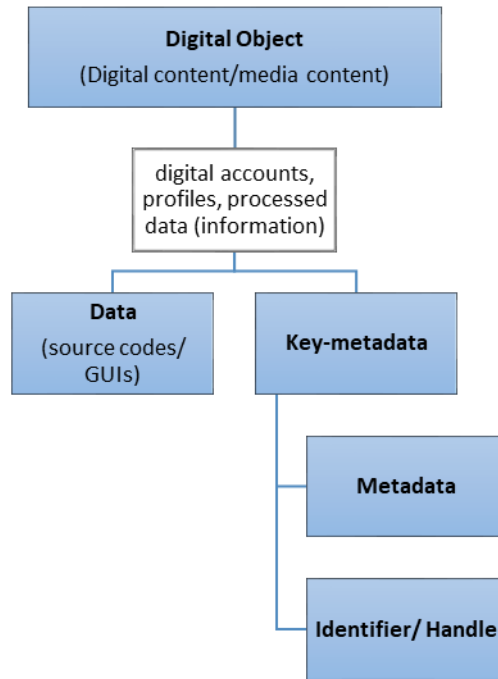 Digital Object
(Digital content/media content)
digital accounts,
profiles, processed
data (information)
Data
(source codes/
GUIs)
Key-metadata
Metadata
Identifier/ Handle